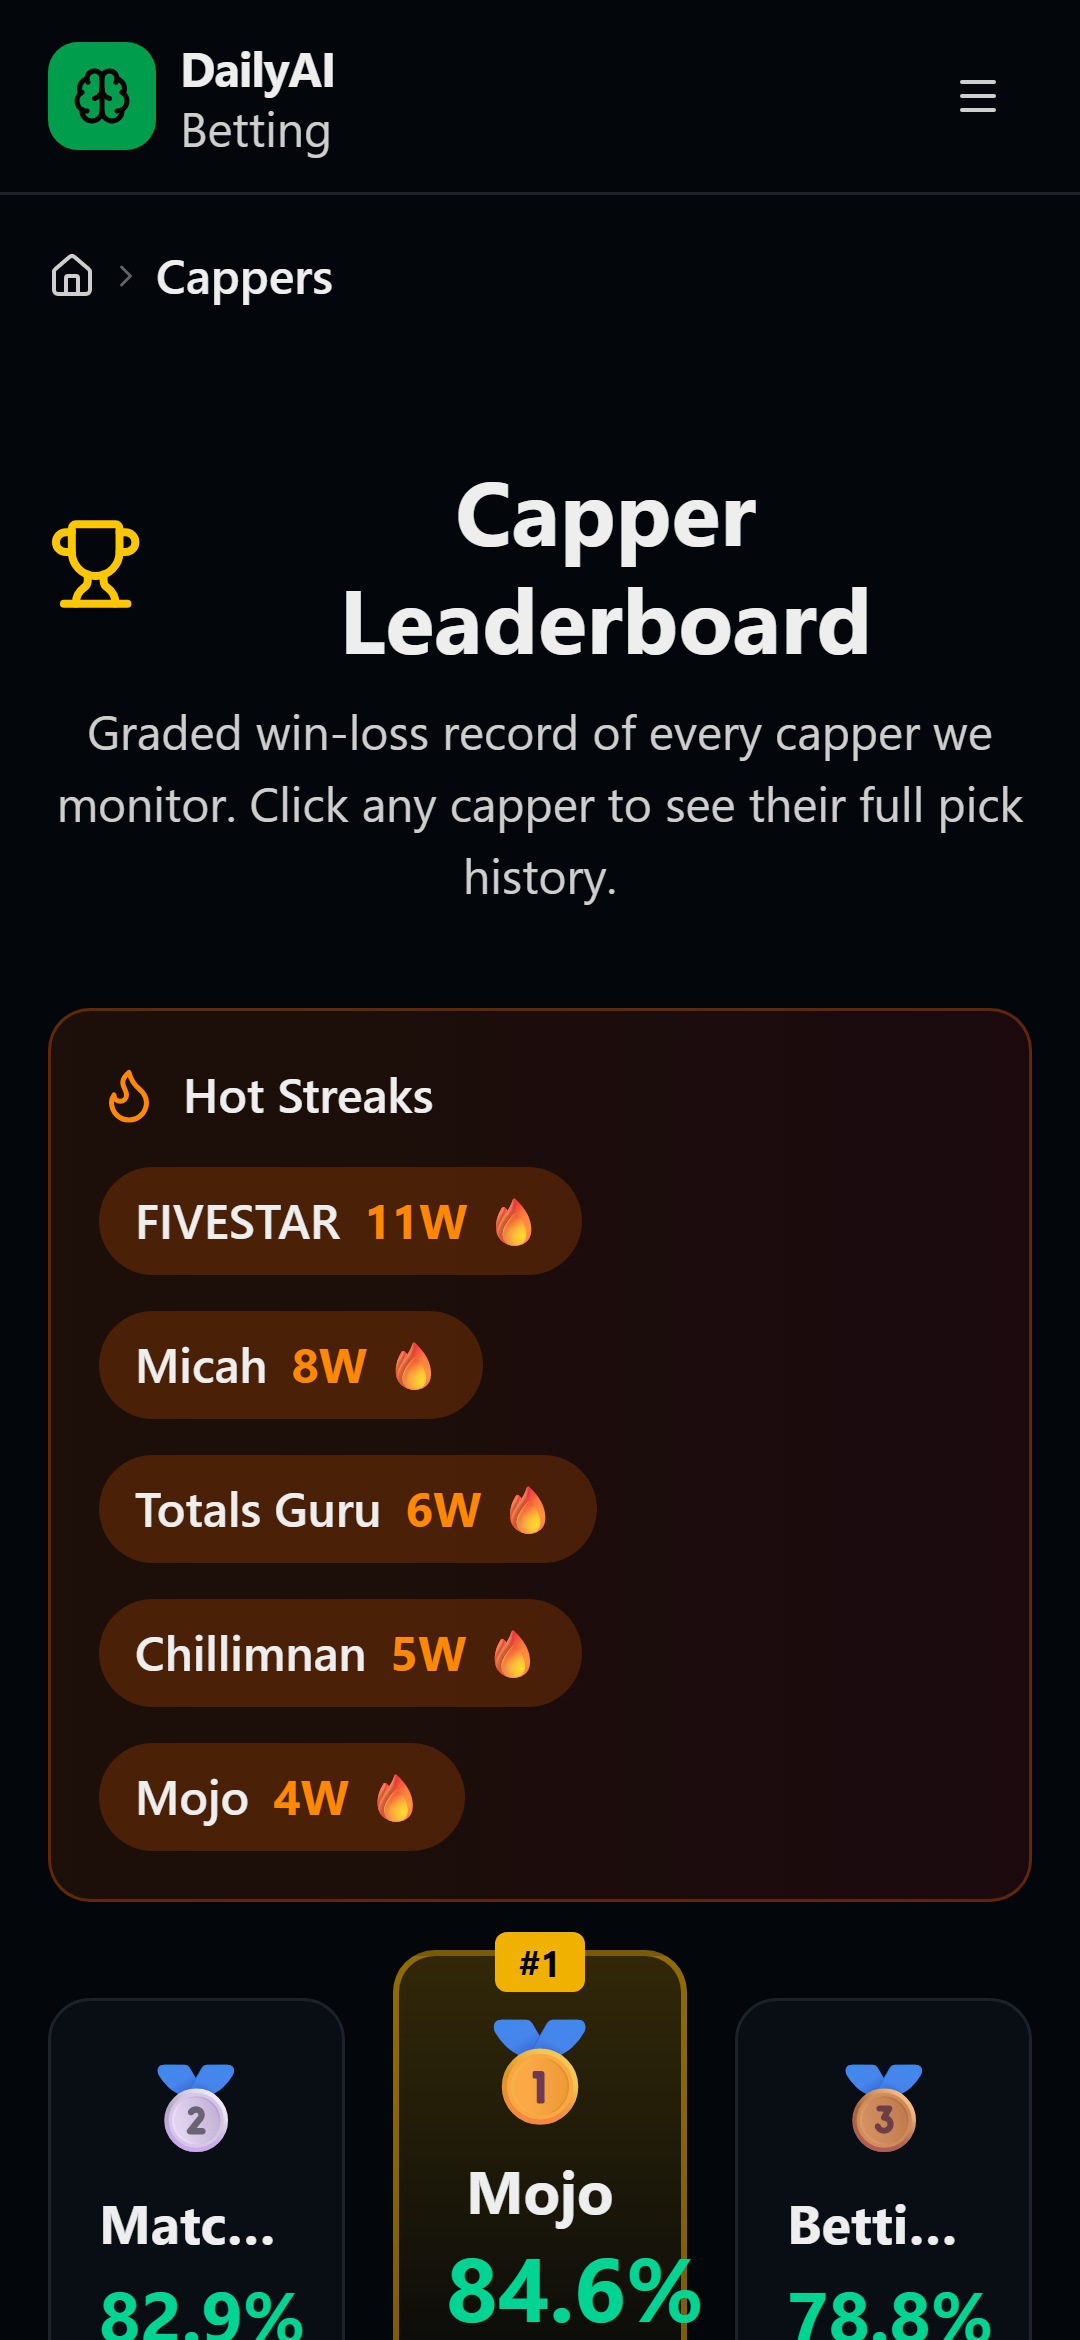 DailyAI
Betting
Cappers
Capper
Leaderboard
Graded win-loss record of every capper we
monitor. Click any capper to see their full pick
history.
Hot Streaks
FIVESTAR 11W
Micah 8W
Totals Guru 6W
Chillimnan 5W
Mojo 4W
#1
2
1
3
Matc...
Mojo
Betti...
82.9%
84.6%
78.8%